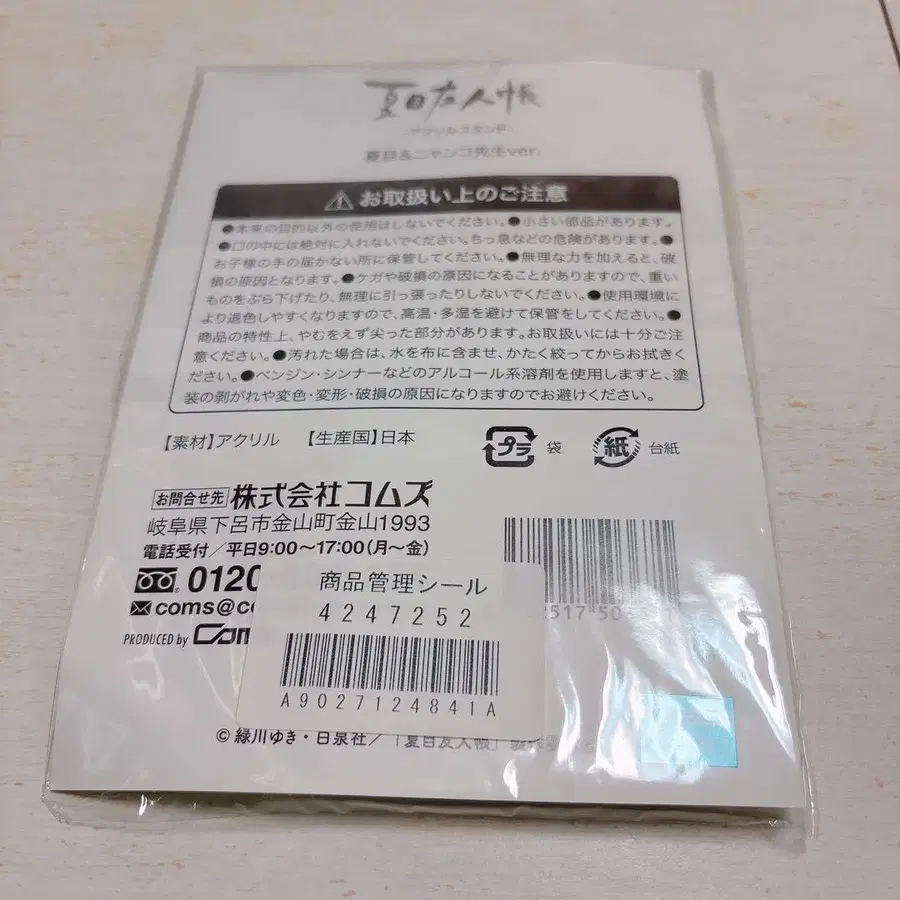 夏目友人帳
アクリルスタンド
夏目&ニャンコ先生ver.
お取扱い上のご注意
●本来の目的以外の使用はしないでください。●小さい部品があります。
●口の中には絶対に入れないでください。ちっ息などの危険があります。●
お子様の手の届かない所に保管してください。●無理な力を加えると、破
損の原因となります。●ケガや破損の原因になることがありますので、重い
ものをぶら下げたり、無理に引っ張ったりしないでください。●使用環境に
より退色しやすくなりますので、高温・多湿を避けて保管をしてください。●
商品の特性上、やむをえず尖った部分があります。お取扱いには十分ご注
意ください。●汚れた場合は、水を布に含ませ、かたく絞ってからお拭きく
ださい。●ベンジン・シンナーなどのアルコール系溶剤を使用しますと、塗
装の剥がれや変色・変形・破損の原因になりますのでお避けください。
【素材】アクリル 【生産国】日本
プラ 袋 紙 台紙
お問合せ先 株式会社コムズ
岐阜県下呂市金山町金山1993
電話受付/平日9:00〜17:00(月〜金)
0120
coms@co
PRODUCED by Com
商品管理シール
4247252
A9027124841A
2517-50
©緑川ゆき・白泉社/「夏目友人帳」